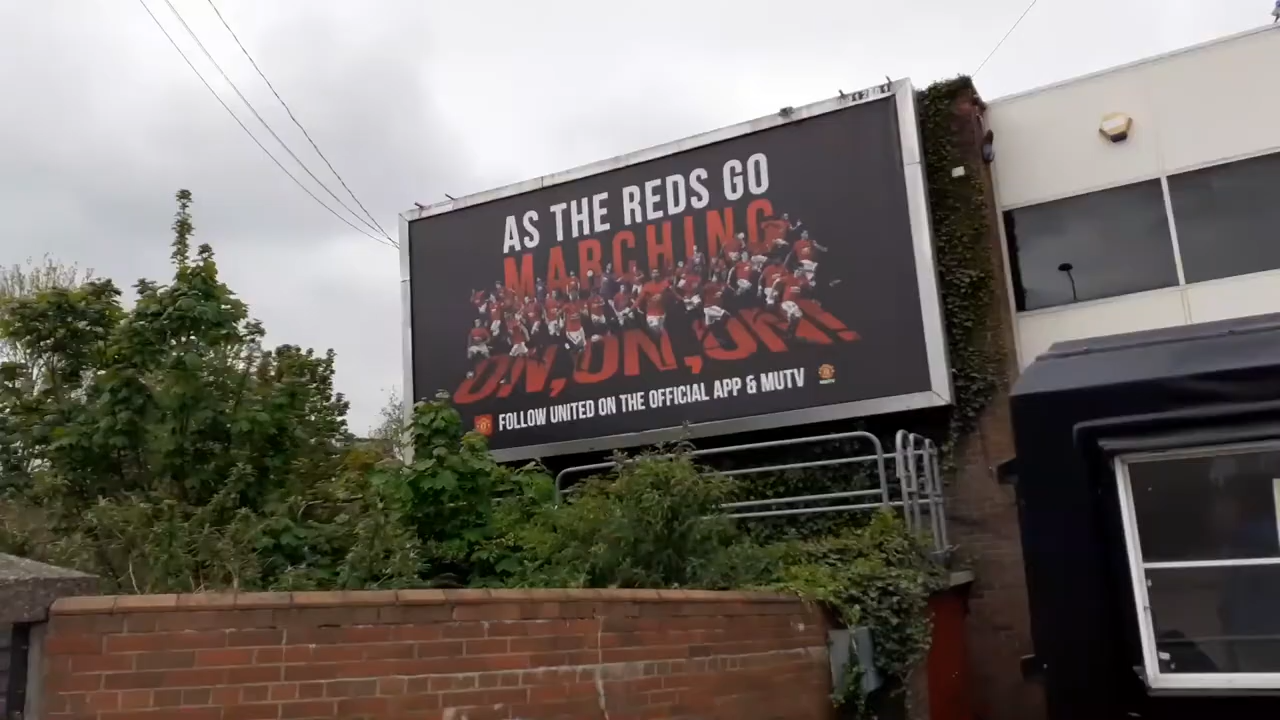 AS THE REDS GO
MARCHING
ON, ON, ON!
FOLLOW UNITED ON THE OFFICIAL APP & MUTV